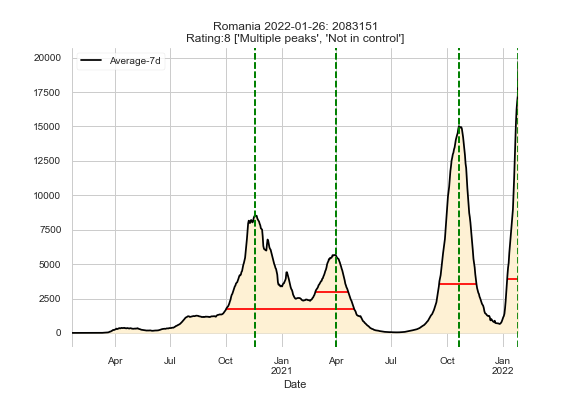 Romania 2022-01-26: 2083151
Rating:8 ['Multiple peaks', 'Not in control']
Average-7d
20000
17500
15000
12500
10000
7500
5000
2500
0
Apr
Jul
Oct
Jan
2021
Apr
Jul
Oct
Jan
2022
Date